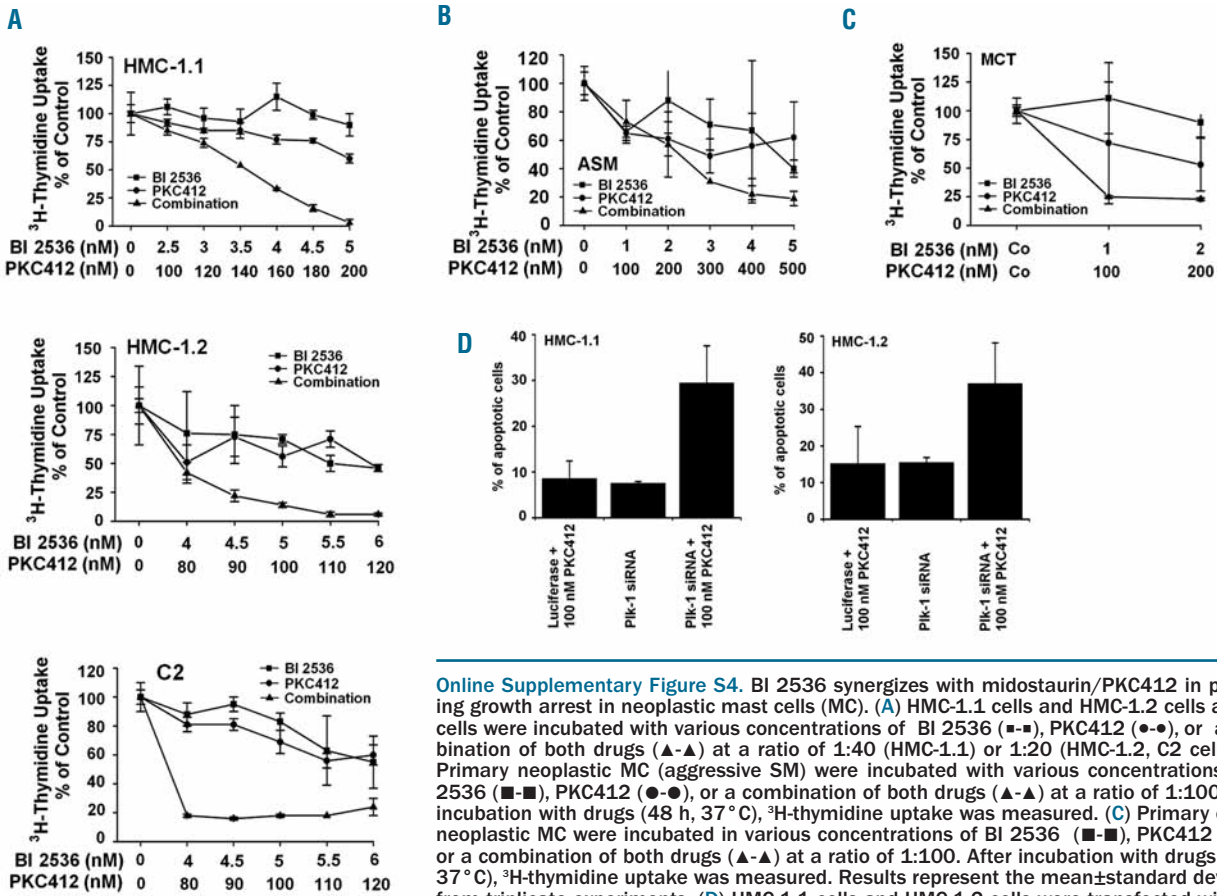 A
B
C
HMC-1.1
³H-Thymidine Uptake
% of Control
150
125
100
75
50
25
0
BI 2536
PKC412
Combination
BI 2536 (nM) 0 2.5 3 3.5 4 4.5 5
PKC412 (nM) 0 100 120 140 160 180 200
³H-Thymidine Uptake
% of Control
120
100
80
60
40
20
0
ASM
BI 2536
PKC412
Combination
BI 2536 (nM) 0 1 2 3 4 5
PKC412 (nM) 0 100 200 300 400 500
MCT
³H-Thymidine Uptake
% of Control
150
125
100
75
50
25
0
BI 2536
PKC412
Combination
BI 2536 (nM) Co 1 2
PKC412 (nM) Co 100 200
HMC-1.2
³H-Thymidine Uptake
% of Control
150
125
100
75
50
25
0
BI 2536
PKC412
Combination
BI 2536 (nM) 0 4 4.5 5 5.5 6
PKC412 (nM) 0 80 90 100 110 120
D
HMC-1.1
% of apoptotic cells
40
30
20
10
0
Luciferase +
100 nM PKC412
Plk-1 siRNA
Plk-1 siRNA +
100 nM PKC412
HMC-1.2
% of apoptotic cells
50
40
30
20
10
0
Luciferase +
100 nM PKC412
Plk-1 siRNA
Plk-1 siRNA +
100 nM PKC412
C2
³H-Thymidine Uptake
% of Control
120
100
80
60
40
20
0
BI 2536
PKC412
Combination
BI 2536 (nM) 0 4 4.5 5 5.5 6
PKC412 (nM) 0 80 90 100 110 120
Online Supplementary Figure S4. BI 2536 synergizes with midostaurin/PKC412 in p
ing growth arrest in neoplastic mast cells (MC). (A) HMC-1.1 cells and HMC-1.2 cells a
cells were incubated with various concentrations of BI 2536 (■-■), PKC412 (●-●), or a
bination of both drugs (▲-▲) at a ratio of 1:40 (HMC-1.1) or 1:20 (HMC-1.2, C2 cel
Primary neoplastic MC (aggressive SM) were incubated with various concentrations
2536 (■-■), PKC412 (●-●), or a combination of both drugs (▲-▲) at a ratio of 1:100
incubation with drugs (48 h, 37°C), ³H-thymidine uptake was measured. (C) Primary
neoplastic MC were incubated in various concentrations of BI 2536 (■-■), PKC412
or a combination of both drugs (▲-▲) at a ratio of 1:100. After incubation with drugs
37°C), ³H-thymidine uptake was measured. Results represent the mean±standard dev
from triplicate experiments. (D) HMC-1.1 cells and HMC-1.2 cells were transfected wi